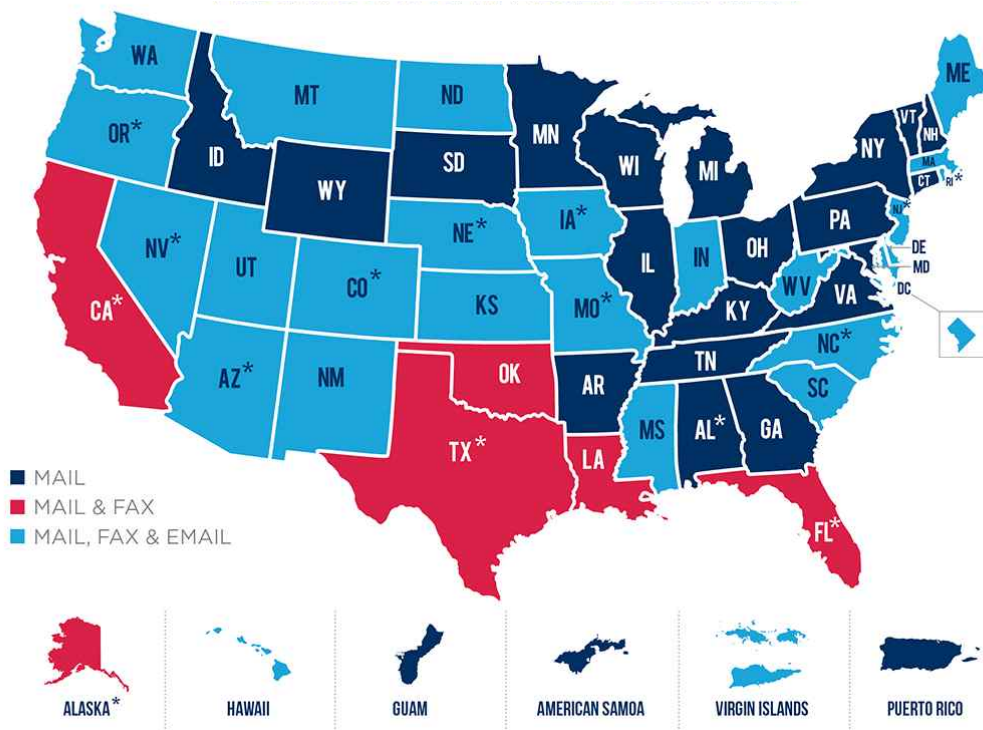 WA
MT
ND
MN
ME
OR*
ID
SD
WI
MI
VT
NH
NY
MA
WY
CT
RI*
NE*
IA*
PA
NJ*
NV*
UT
CO*
IL
IN
OH
DE
MD
KS
MO*
WV
VA
DC
CA*
KY
NC*
AZ*
NM
OK
AR
TN
SC
MS
AL*
GA
TX*
LA
FL*
MAIL
MAIL & FAX
MAIL, FAX & EMAIL
ALASKA*
HAWAII
GUAM
AMERICAN SAMOA
VIRGIN ISLANDS
PUERTO RICO